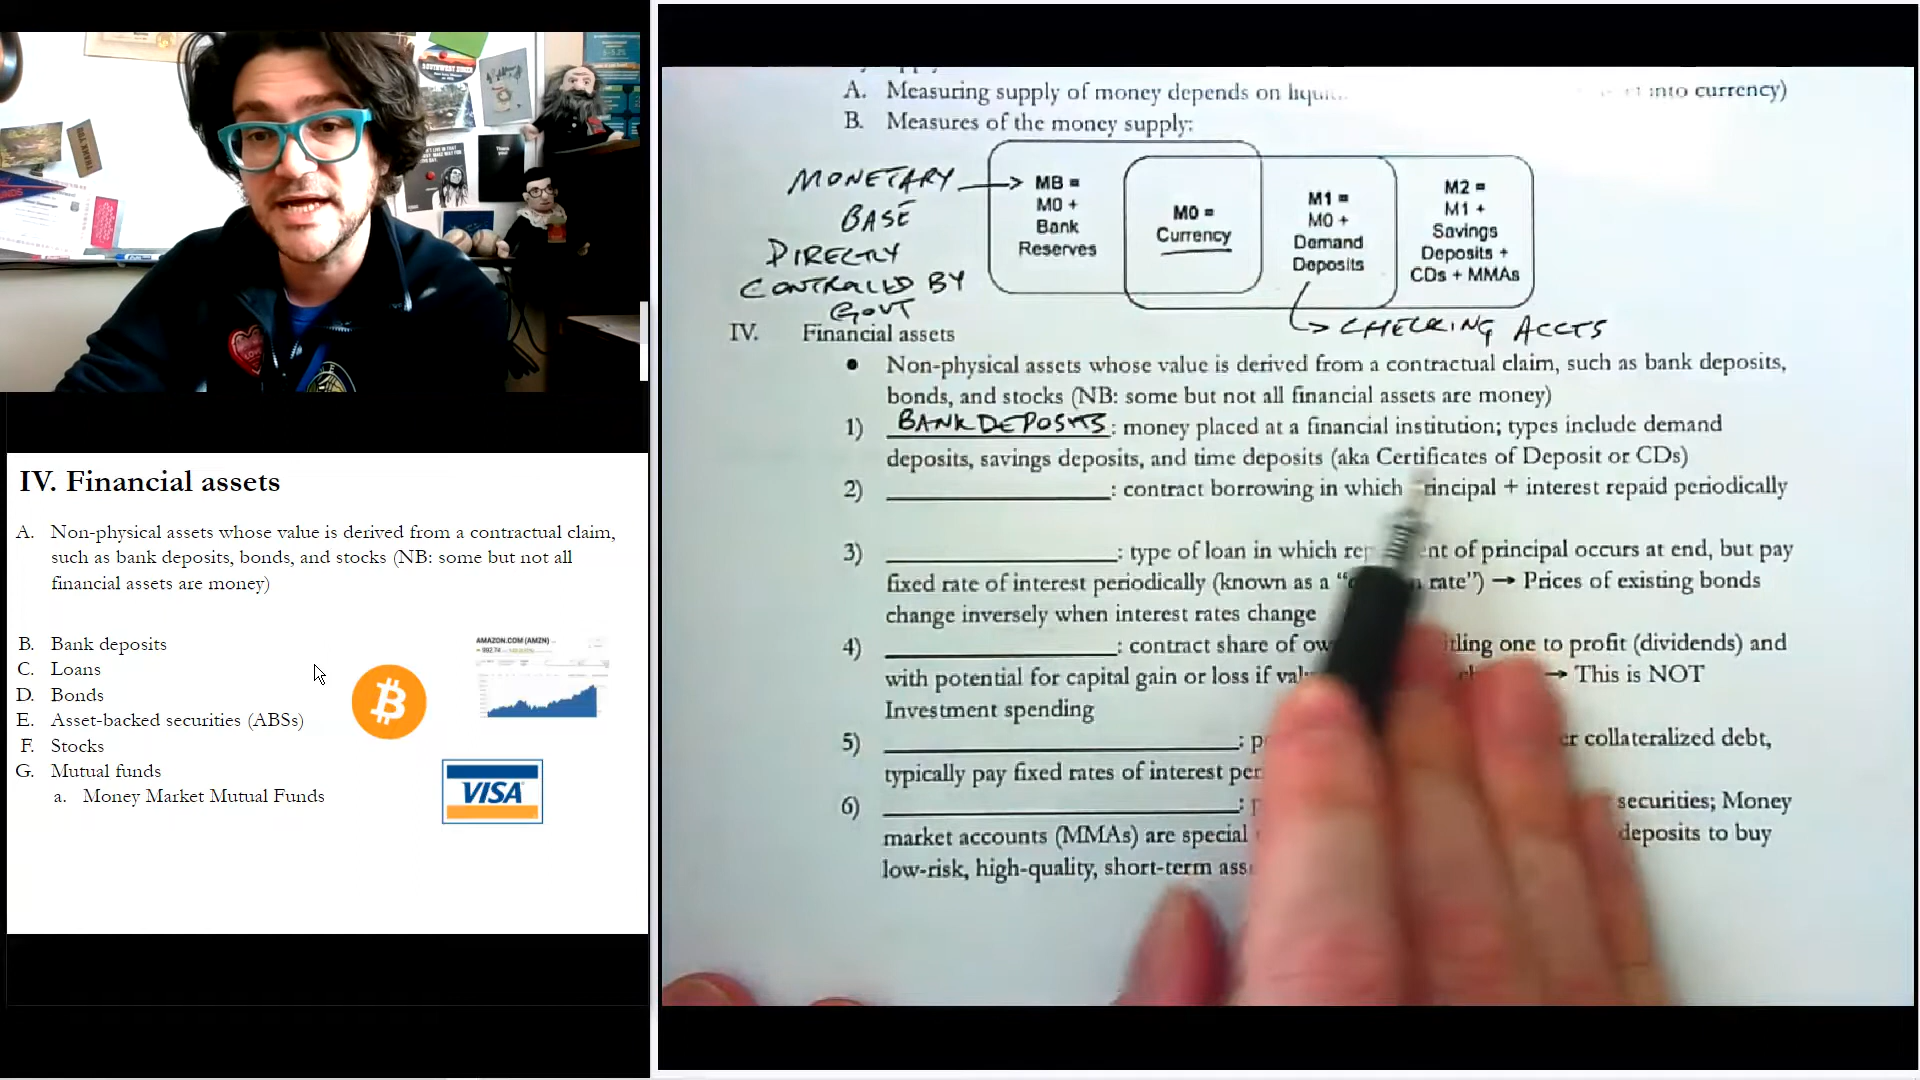 SOUTHWEST DINER
IV. Financial assets
A. Non-physical assets whose value is derived from a contractual claim,
such as bank deposits, bonds, and stocks (NB: some but not all
financial assets are money)
B. Bank deposits
C. Loans
D. Bonds
E. Asset-backed securities (ABSs)
F. Stocks
G. Mutual funds
a. Money Market Mutual Funds
AMAZON.COM (AMZN)
VISA
A. Measuring supply of money depends on into currency)
B. Measures of the money supply:
MONETARY
BASE
DIRECTLY
CONTROLLED BY
GOVT
MB =
M0 +
Bank
Reserves
M0 =
Currency
M1 =
M0 +
Demand
Deposits
M2 =
M1 +
Savings
Deposits +
CDs + MMAs
CHECKING ACCTS
IV. Financial assets
• Non-physical assets whose value is derived from a contractual claim, such as bank deposits,
bonds, and stocks (NB: some but not all financial assets are money)
1) BANK DEPOSITS: money placed at a financial institution; types include demand
deposits, savings deposits, and time deposits (aka Certificates of Deposit or CDs)
2) : contract borrowing in which principal + interest repaid periodically
3) : type of loan in which of principal occurs at end, but pay
fixed rate of interest periodically (known as a " rate") → Prices of existing bonds
change inversely when interest rates change
4) : contract share of one to profit (dividends) and
with potential for capital gain or loss if → This is NOT
Investment spending
5) : collateralized debt,
typically pay fixed rates of interest
6) : securities; Money
market accounts (MMAs) are special deposits to buy
low-risk, high-quality, short-term